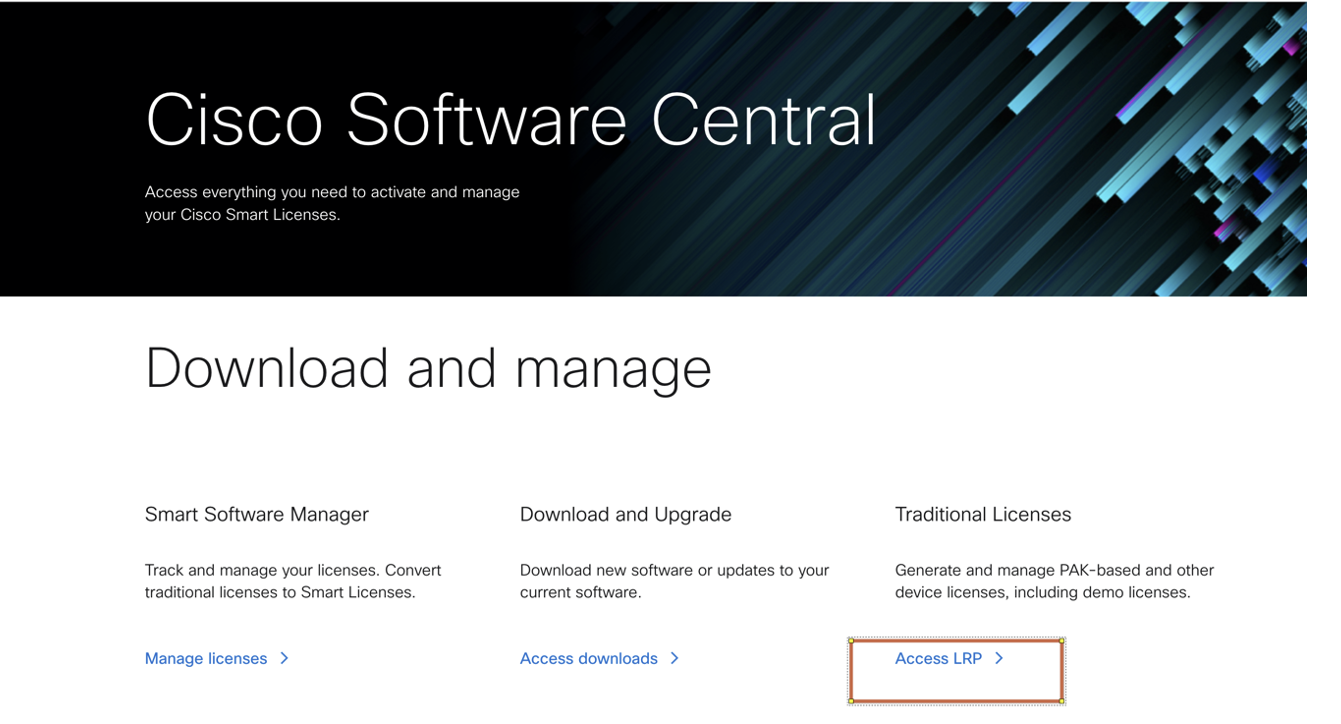 Cisco Software Central
Access everything you need to activate and manage
your Cisco Smart Licenses.
Download and manage
Smart Software Manager
Track and manage your licenses. Convert
traditional licenses to Smart Licenses.
Manage licenses
Download and Upgrade
Download new software or updates to your
current software.
Access downloads
Traditional Licenses
Generate and manage PAK-based and other
device licenses, including demo licenses.
Access LRP